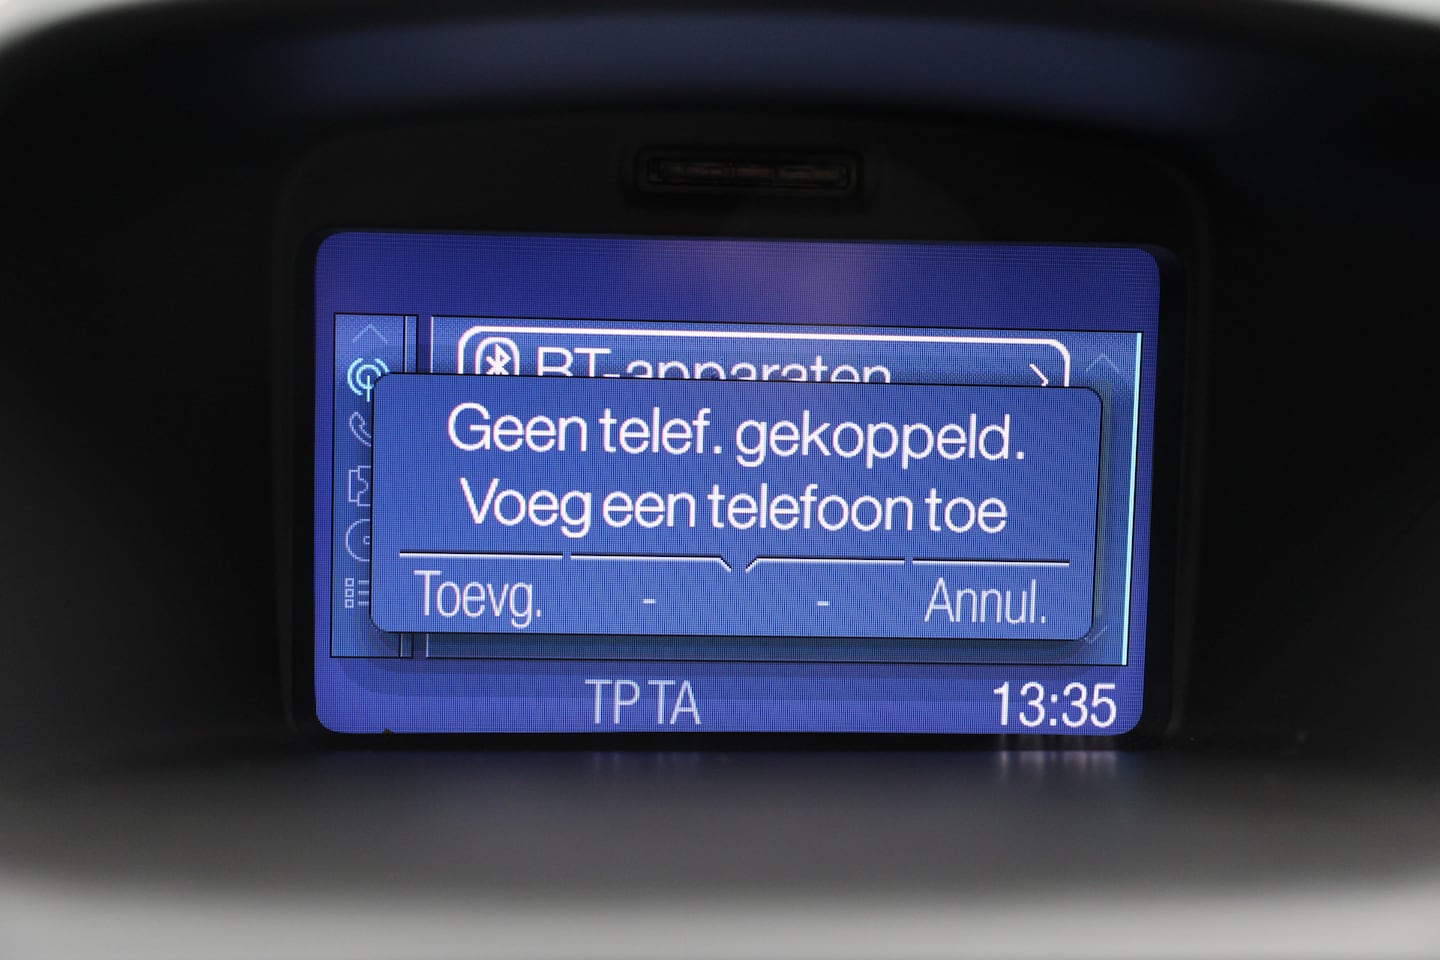 BT-apparaten
Geen telef. gekoppeld.
Voeg een telefoon toe
Toevg. - - Annul.
TP TA 13:35